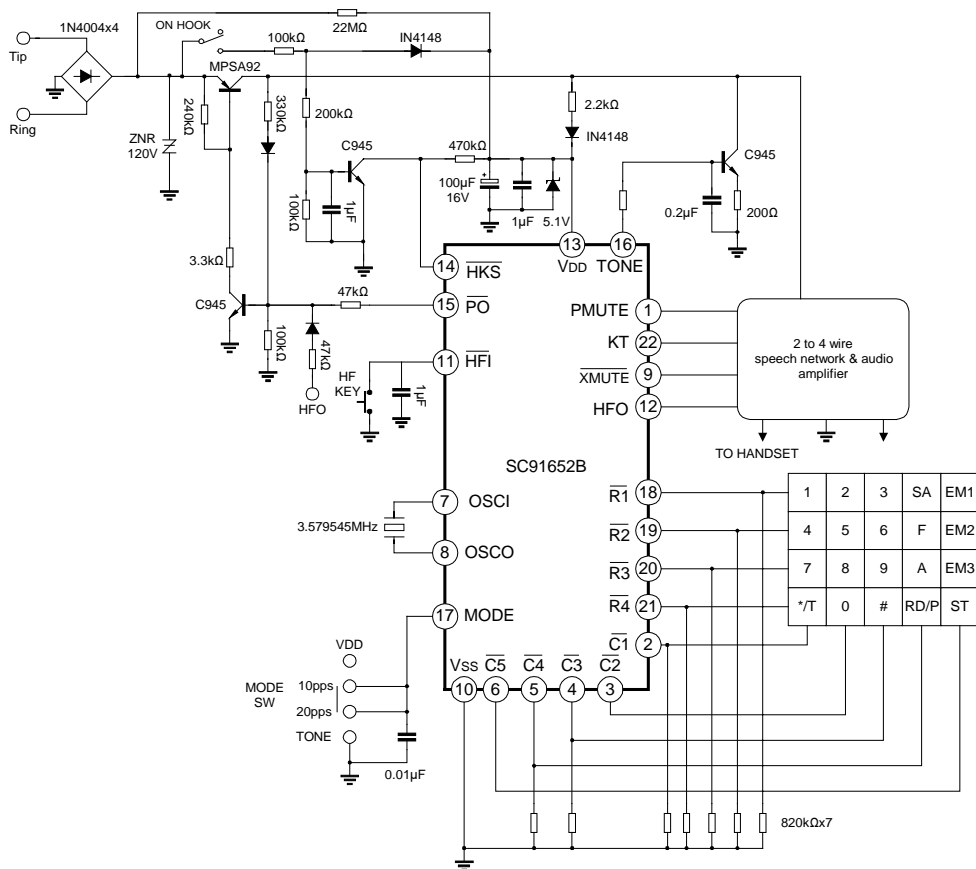 1N4004x4
ON HOOK
22MΩ
Tip
100kΩ
IN4148
MPSA92
Ring
240kΩ
330kΩ
200kΩ
2.2kΩ
IN4148
ZNR
120V
C945
470kΩ
C945
100kΩ
1µF
+
100µF
16V
1µF
5.1V
0.2µF
200Ω
3.3kΩ
13
VDD
16
TONE
14
HKS
C945
47kΩ
15
PO
PMUTE
1
100kΩ
47kΩ
HFO
11
HFI
HF
KEY
1µF
KT
22
XMUTE
9
HFO
12
2 to 4 wire
speech network & audio
amplifier
TO HANDSET
SC91652B
7
OSCI
3.579545MHz
8
OSCO
17
MODE
R1
18
R2
19
R3
20
R4
21
C1
2
1 2 3 SA EM1
4 5 6 F EM2
7 8 9 A EM3
*/T 0 # RD/P ST
VSS
C5
C4
C3
C2
10
6
5
4
3
VDD
MODE
SW
10pps
20pps
TONE
0.01µF
820kΩx7